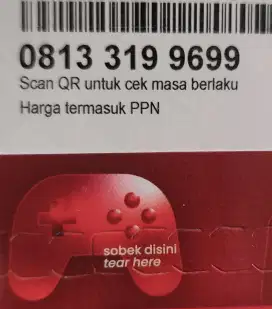 0813 319 9699
Scan QR untuk cek masa berlaku
Harga termasuk PPN
sobek disini
tear here